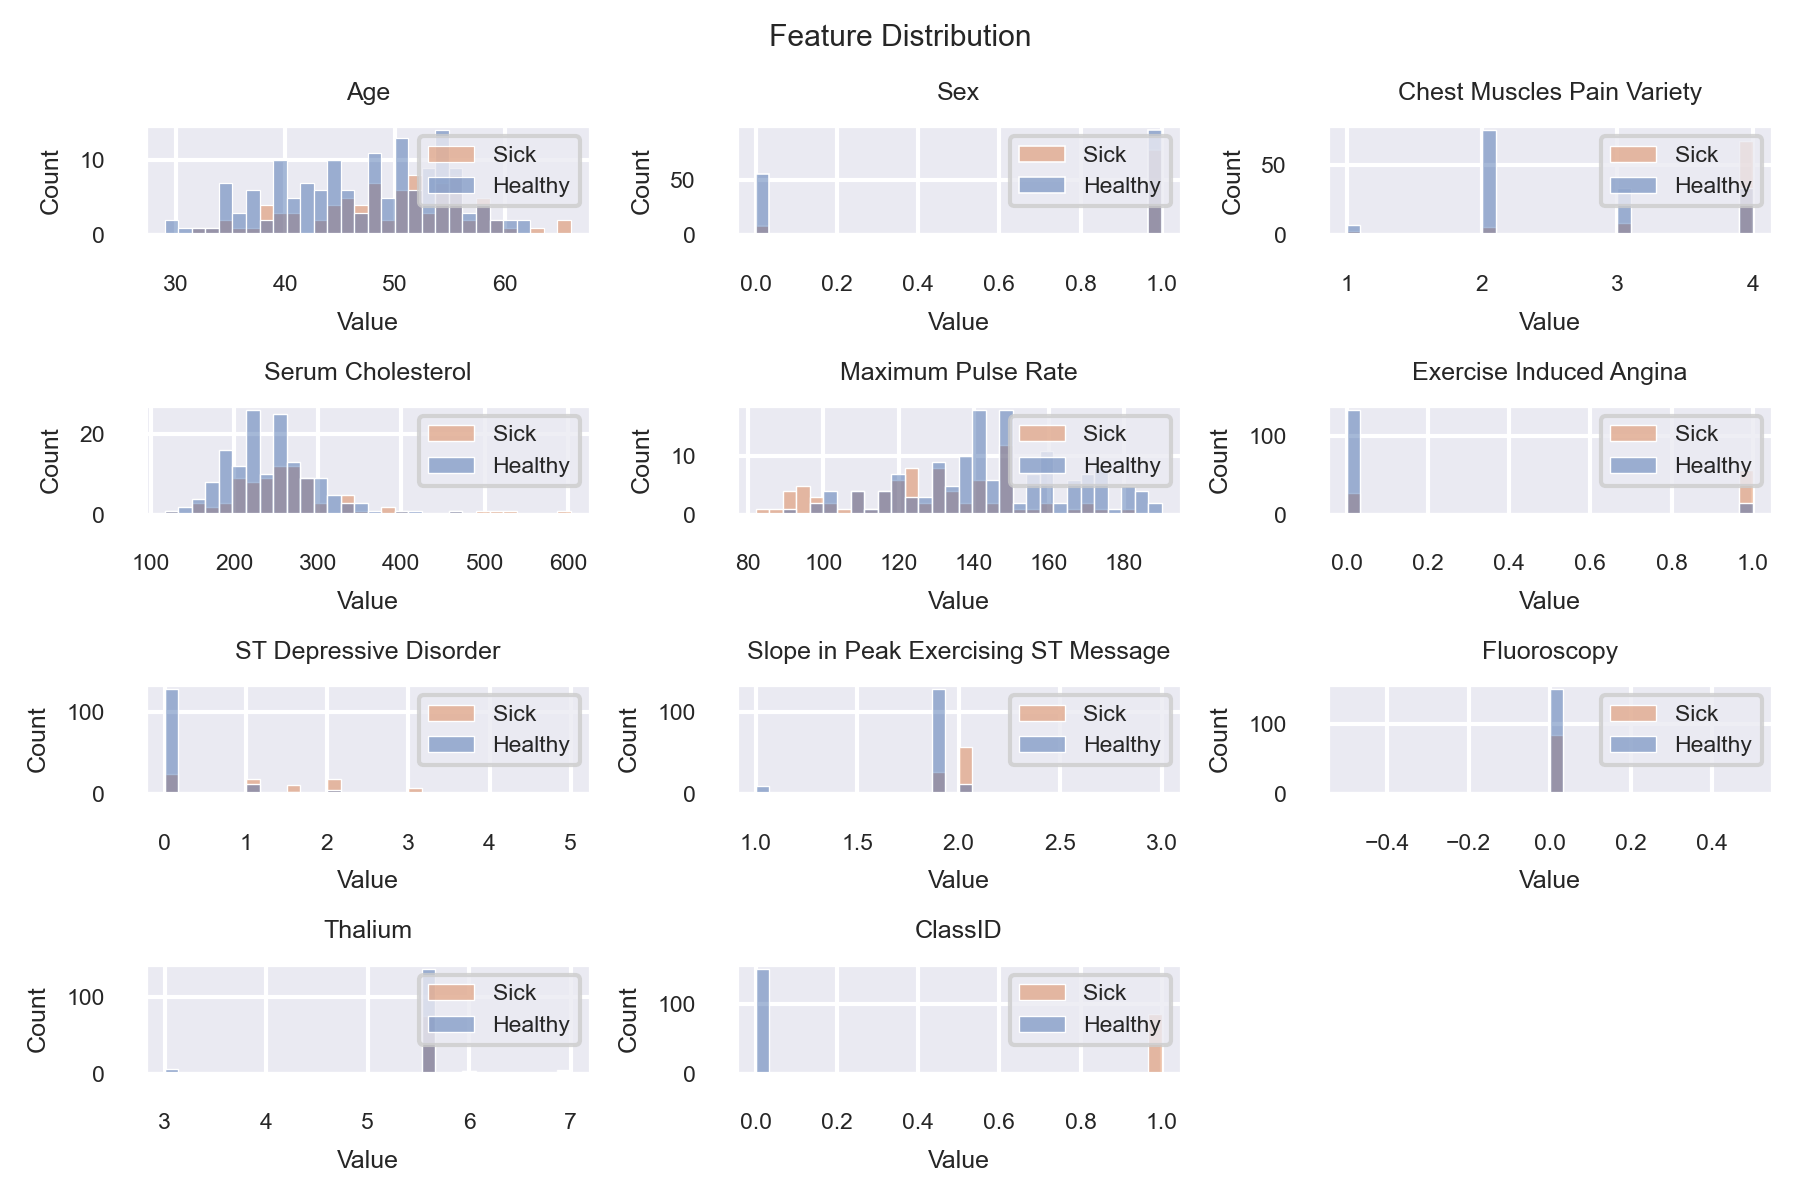 Feature Distribution
Age
Sex
Chest Muscles Pain Variety
Count
10
0
Sick
Healthy
30 40 50 60
Value
Count
50
0
Sick
Healthy
0.0 0.2 0.4 0.6 0.8 1.0
Value
Count
50
0
Sick
Healthy
1 2 3 4
Value
Serum Cholesterol
Maximum Pulse Rate
Exercise Induced Angina
Count
20
0
Sick
Healthy
100 200 300 400 500 600
Value
Count
10
0
Sick
Healthy
80 100 120 140 160 180
Value
Count
100
0
Sick
Healthy
0.0 0.2 0.4 0.6 0.8 1.0
Value
ST Depressive Disorder
Slope in Peak Exercising ST Message
Fluoroscopy
Count
100
0
Sick
Healthy
0 1 2 3 4 5
Value
Count
100
0
Sick
Healthy
1.0 1.5 2.0 2.5 3.0
Value
Count
100
0
Sick
Healthy
−0.4 −0.2 0.0 0.2 0.4
Value
Thalium
ClassID
Count
100
0
Sick
Healthy
3 4 5 6 7
Value
Count
100
0
Sick
Healthy
0.0 0.2 0.4 0.6 0.8 1.0
Value